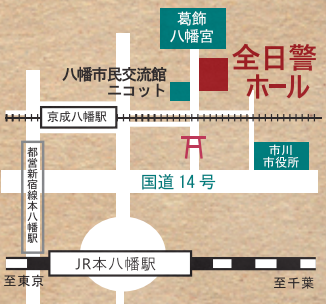 葛飾
八幡宮
全日警
ホール
八幡市民交流館
ニコット
京成八幡駅
市川
市役所
都営新宿線本八幡駅
国道14号
JR本八幡駅
至東京
至千葉